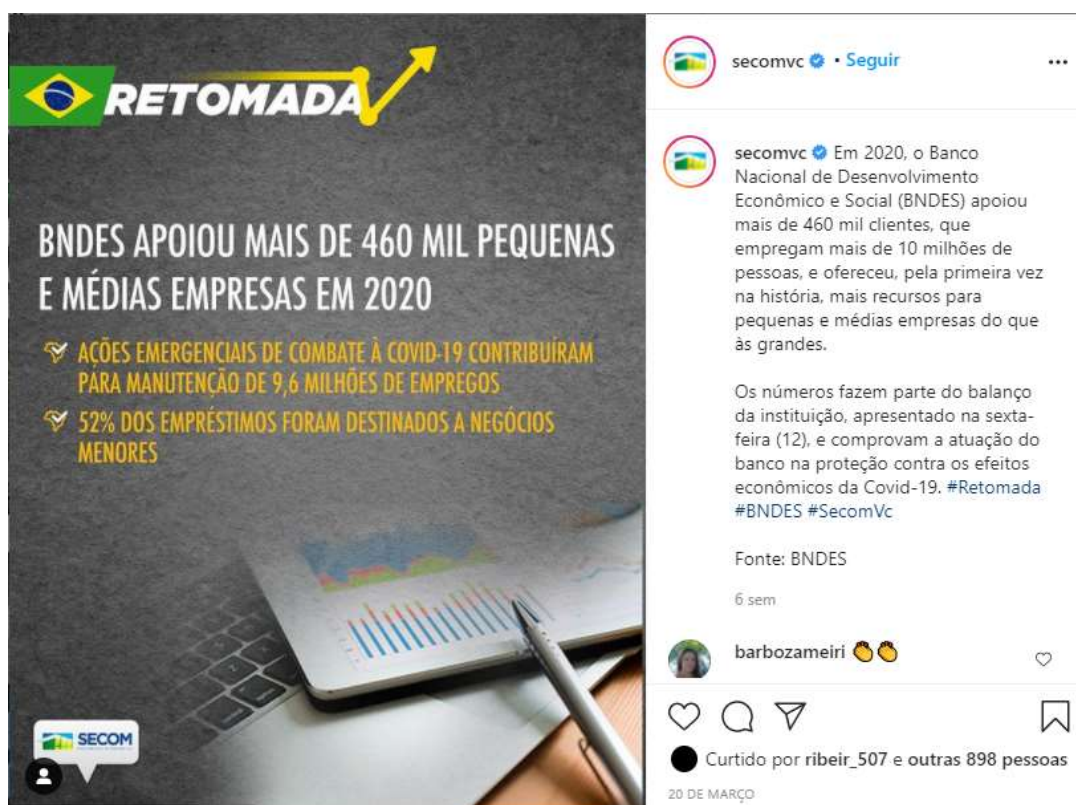 RETOMADA
BNDES APOIOU MAIS DE 460 MIL PEQUENAS
E MÉDIAS EMPRESAS EM 2020
AÇÕES EMERGENCIAIS DE COMBATE À COVID-19 CONTRIBUÍRAM
PARA MANUTENÇÃO DE 9,6 MILHÕES DE EMPREGOS
52% DOS EMPRÉSTIMOS FORAM DESTINADOS A NEGÓCIOS
MENORES
SECOM
secomvc • Seguir
secomvc Em 2020, o Banco
Nacional de Desenvolvimento
Econômico e Social (BNDES) apoiou
mais de 460 mil clientes, que
empregam mais de 10 milhões de
pessoas, e ofereceu, pela primeira vez
na história, mais recursos para
pequenas e médias empresas do que
às grandes.
Os números fazem parte do balanço
da instituição, apresentado na sexta-
feira (12), e comprovam a atuação do
banco na proteção contra os efeitos
econômicos da Covid-19. #Retomada
#BNDES #SecomVc
Fonte: BNDES
6 sem
barbozameiri 👏👏
Curtido por ribeir_507 e outras 898 pessoas
20 DE MARÇO